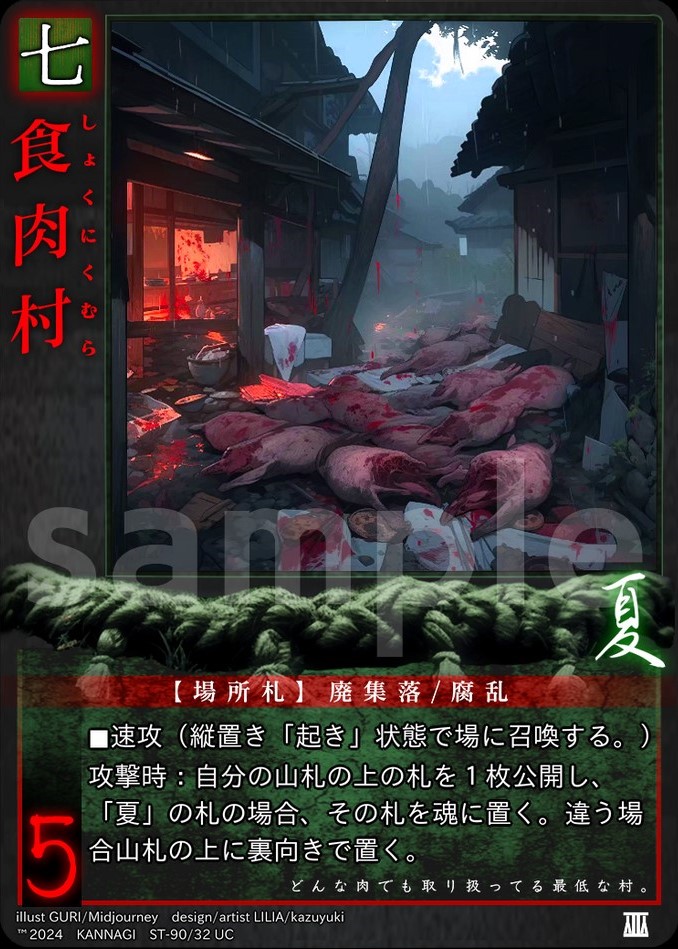 七
食肉村
しょくにくむら
sample
夏
【場所札】廃集落/腐乱
■速攻（縦置き「起き」状態で場に召喚する。）
攻撃時：自分の山札の上の札を１枚公開し、
「夏」の札の場合、その札を魂に置く。違う場
合山札の上に裏向きで置く。
5
どんな肉でも取り扱ってる最低な村。
illust GURI/Midjourney design/artist LILIA/kazuyuki
™2024 KANNAGI ST-90/32 UC